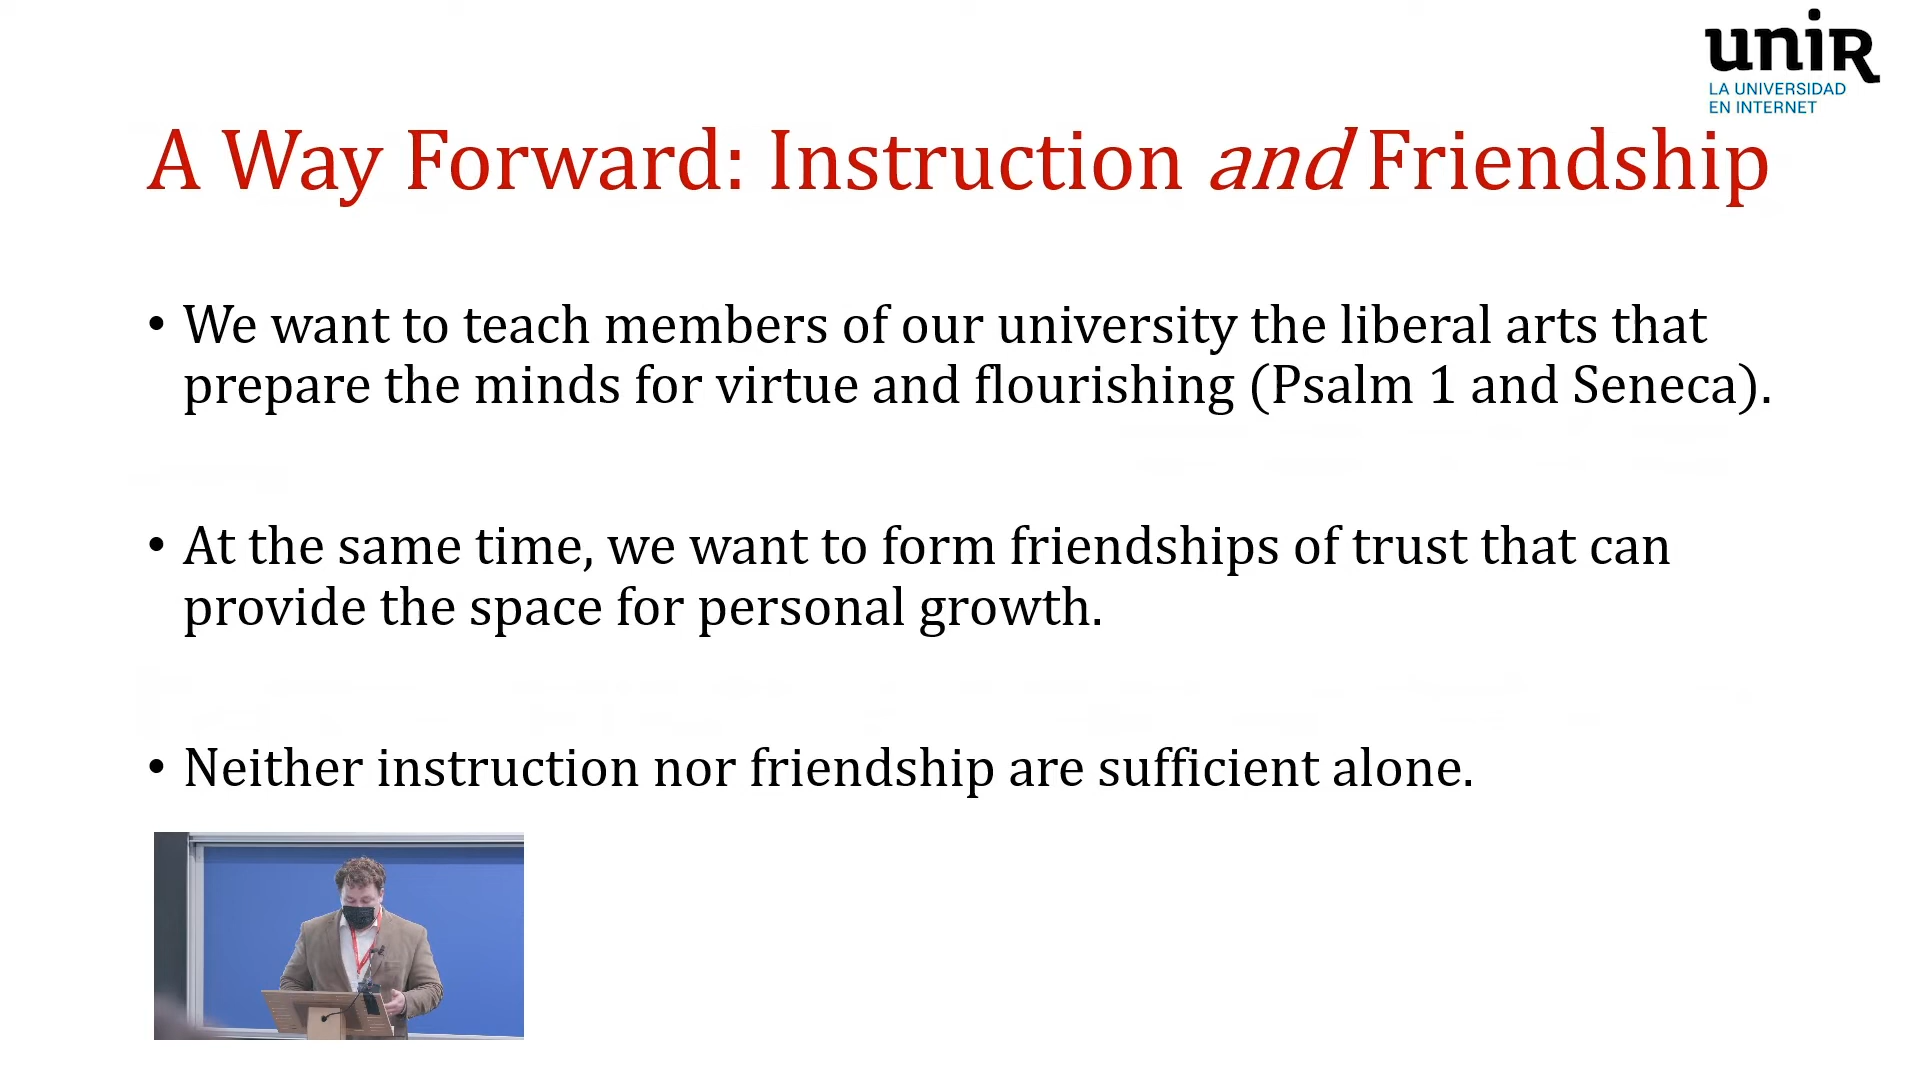 uniR
LA UNIVERSIDAD
EN INTERNET
A Way Forward: Instruction and Friendship
• We want to teach members of our university the liberal arts that
prepare the minds for virtue and flourishing (Psalm 1 and Seneca).
• At the same time, we want to form friendships of trust that can
provide the space for personal growth.
• Neither instruction nor friendship are sufficient alone.